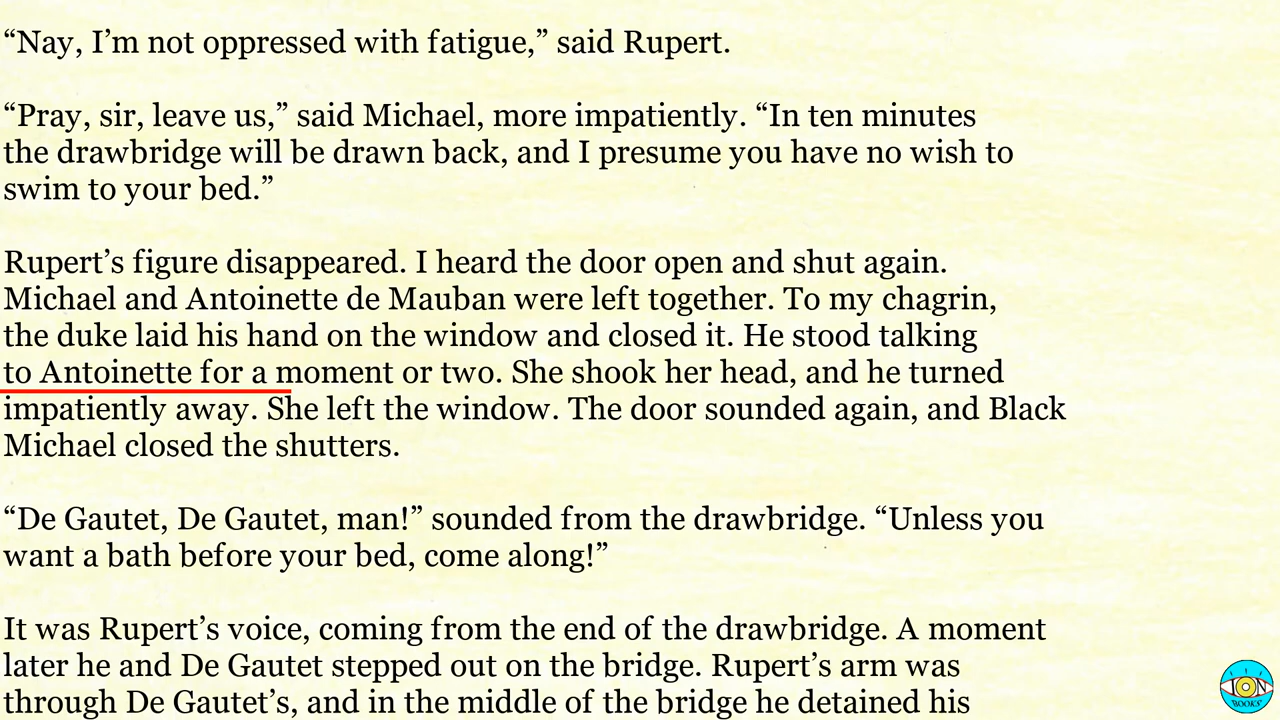 “Nay, I’m not oppressed with fatigue,” said Rupert.
“Pray, sir, leave us,” said Michael, more impatiently. “In ten minutes
the drawbridge will be drawn back, and I presume you have no wish to
swim to your bed.”
Rupert’s figure disappeared. I heard the door open and shut again.
Michael and Antoinette de Mauban were left together. To my chagrin,
the duke laid his hand on the window and closed it. He stood talking
to Antoinette for a moment or two. She shook her head, and he turned
impatiently away. She left the window. The door sounded again, and Black
Michael closed the shutters.
“De Gautet, De Gautet, man!” sounded from the drawbridge. “Unless you
want a bath before your bed, come along!”
It was Rupert’s voice, coming from the end of the drawbridge. A moment
later he and De Gautet stepped out on the bridge. Rupert’s arm was
through De Gautet’s, and in the middle of the bridge he detained his
ION
BOOKS